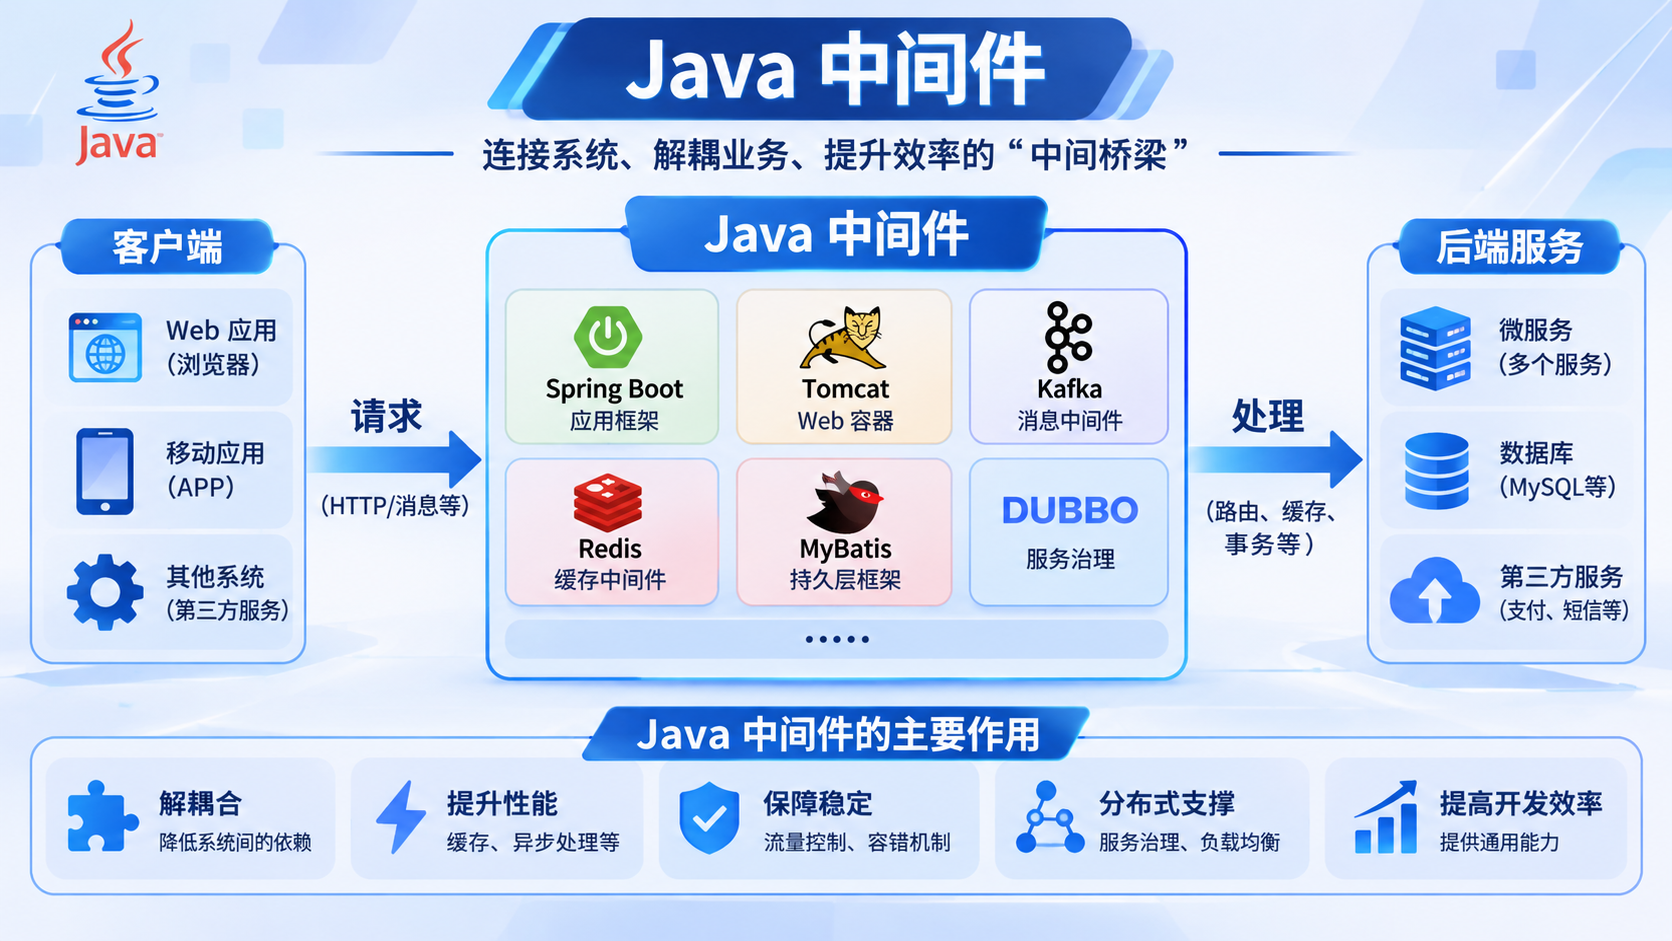 Java™
Java 中间件
连接系统、解耦业务、提升效率的“中间桥梁”
客户端
Web 应用
(浏览器)
移动应用
(APP)
其他系统
(第三方服务)
请求
(HTTP/消息等)
Java 中间件
Spring Boot
应用框架
Tomcat
Web 容器
Kafka
消息中间件
Redis
缓存中间件
MyBatis
持久层框架
DUBBO
服务治理
•••••
处理
(路由、缓存、
事务等)
后端服务
微服务
(多个服务)
数据库
(MySQL等)
第三方服务
(支付、短信等)
Java 中间件的主要作用
解耦合
降低系统间的依赖
提升性能
缓存、异步处理等
保障稳定
流量控制、容错机制
分布式支撑
服务治理、负载均衡
提高开发效率
提供通用能力